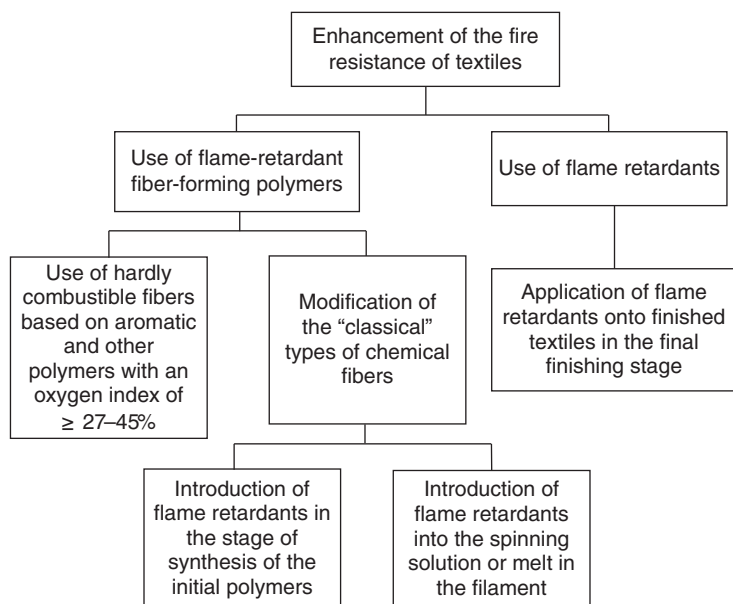 Enhancement of the fire
resistance of textiles
Use of flame-retardant
fiber-forming polymers
Use of flame retardants
Use of hardly
combustible fibers
based on aromatic
and other
polymers with an
oxygen index of
≥ 27–45%
Modification of
the “classical”
types of chemical
fibers
Application of flame
retardants onto finished
textiles in the final
finishing stage
Introduction of
flame retardants in
the stage of
synthesis of the
initial polymers
Introduction of
flame retardants
into the spinning
solution or melt in
the filament